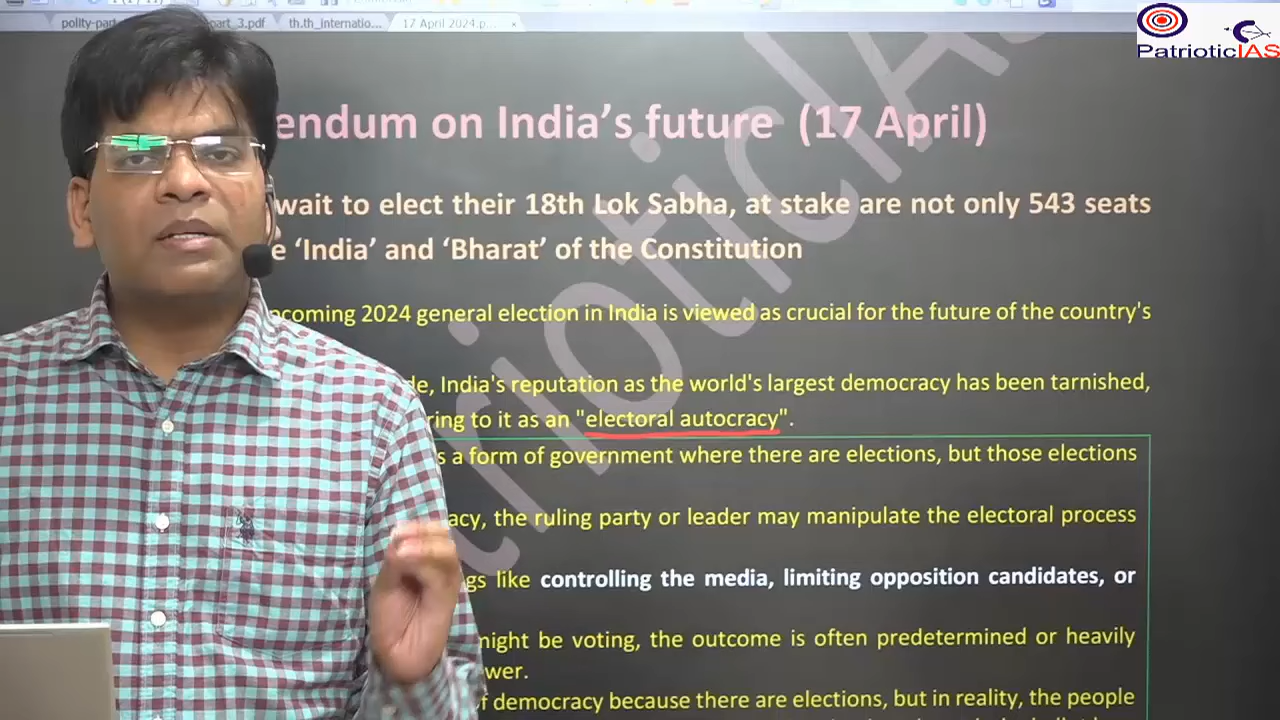 polity-par
part_3.pdf
th.th_internatio...
17 April 2024.p...
PatrioticIAS
endum on India's future (17 April)
wait to elect their 18th Lok Sabha, at stake are not only 543 seats
e 'India' and 'Bharat' of the Constitution
pcoming 2024 general election in India is viewed as crucial for the future of the country's
de, India's reputation as the world's largest democracy has been tarnished,
ring to it as an "electoral autocracy".
s a form of government where there are elections, but those elections
acy, the ruling party or leader may manipulate the electoral process
gs like controlling the media, limiting opposition candidates, or
might be voting, the outcome is often predetermined or heavily
wer.
f democracy because there are elections, but in reality, the people
PatrioticIAS